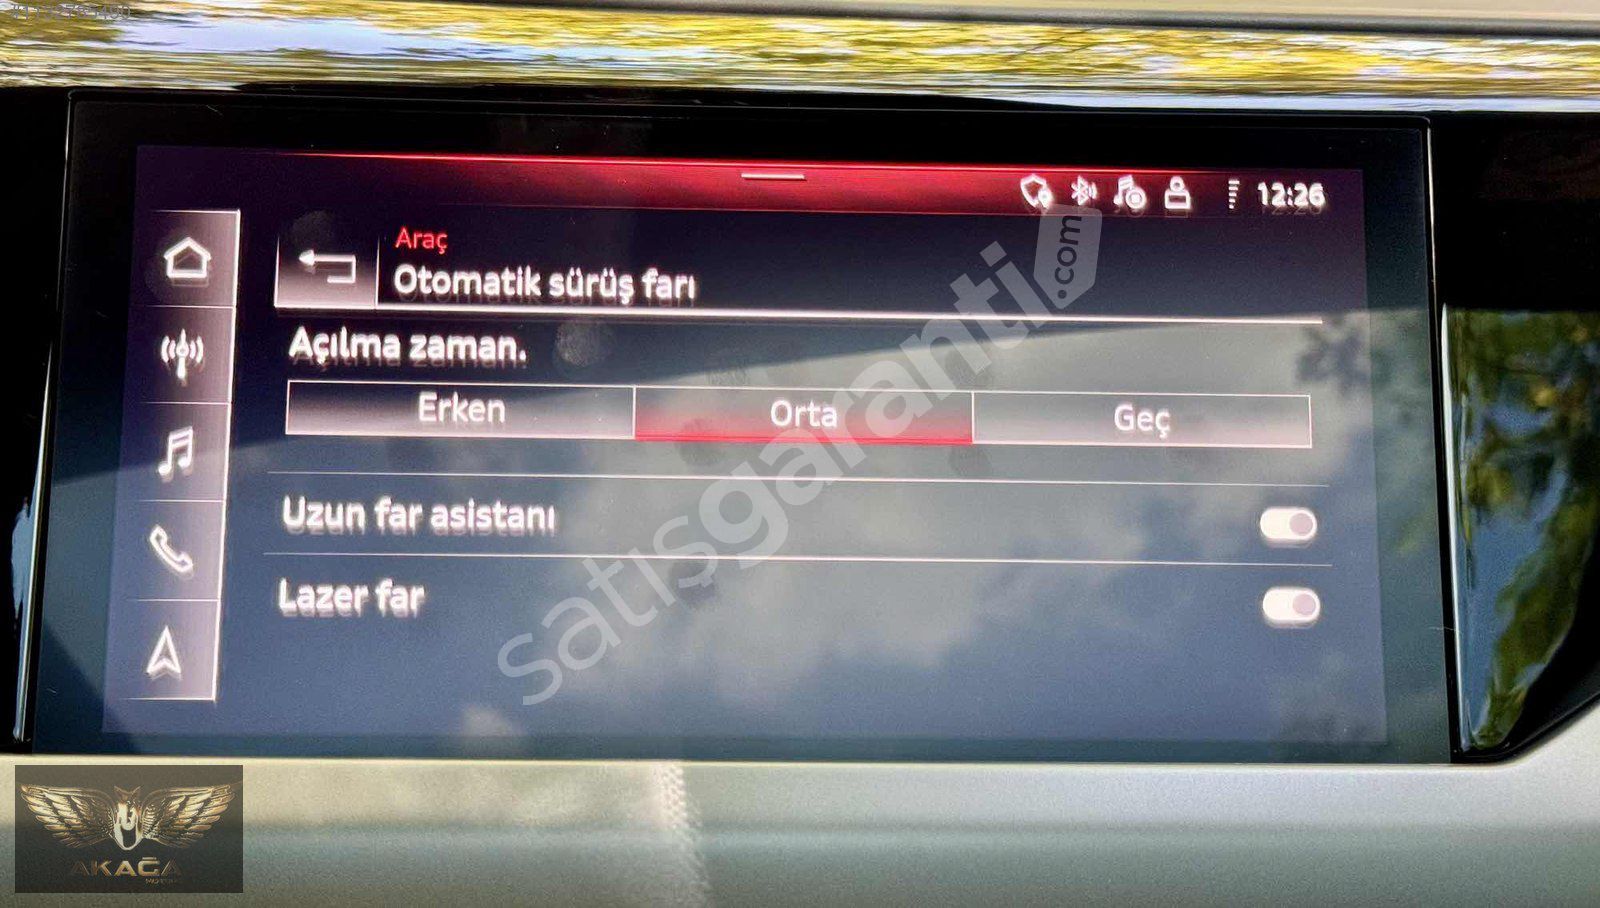 12:26
Araç
Otomatik sürüş farı
Açılma zaman.
Erken
Orta
Geç
Uzun far asistanı
Lazer far
satışgaranti.com
AKAĞA